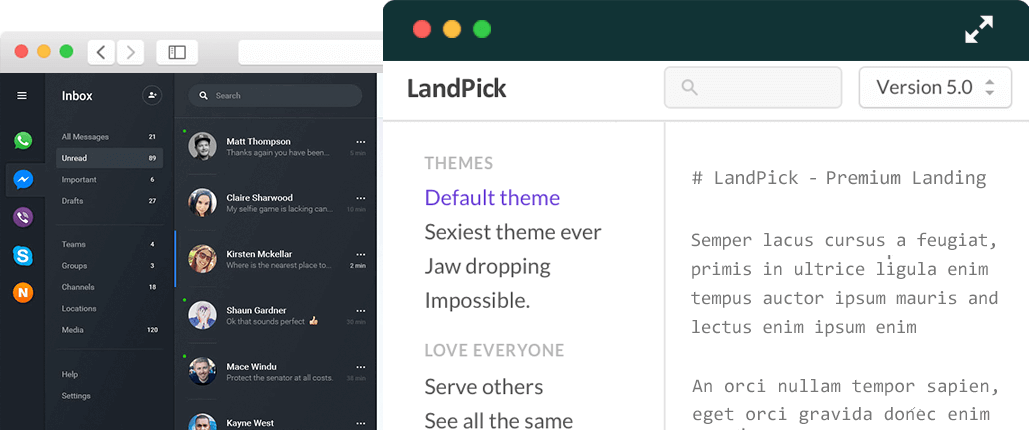 Inbox
All Messages 21
Unread 89
Important 6
Drafts 27
Teams 4
Groups 3
Channels 18
Locations
Media 120
Help
Settings
Search
Matt Thompson
Thanks again you have been...
5 min
Claire Sharwood
My selfie game is lacking can...
10 min
Kirsten Mckellar
Where is the nearest place to...
2 min
Shaun Gardner
Ok that sounds perfect 👍🏻
30 min
Mace Windu
Protect the senator at all costs.
38 min
Kayne West
LandPick
Version 5.0
THEMES
Default theme
Sexiest theme ever
Jaw dropping
Impossible.
LOVE EVERYONE
Serve others
See all the same
# LandPick - Premium Landing
Semper lacus cursus a feugiat,
primis in ultrice ligula enim
tempus auctor ipsum mauris and
lectus enim ipsum enim
An orci nullam tempor sapien,
eget orci gravida donec enim